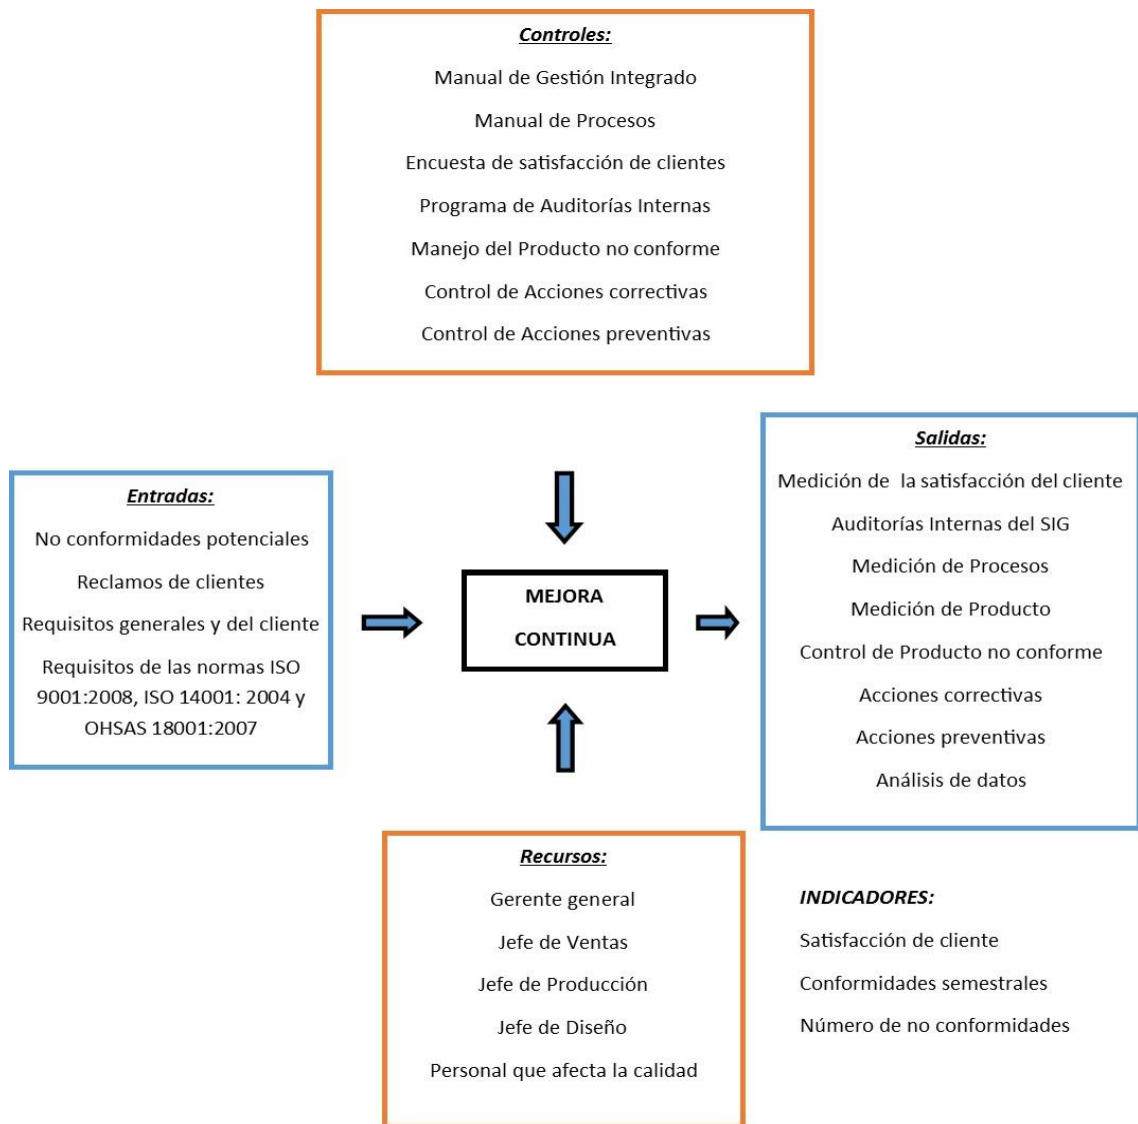 Controles:
Manual de Gestión Integrado
Manual de Procesos
Encuesta de satisfacción de clientes
Programa de Auditorías Internas
Manejo del Producto no conforme
Control de Acciones correctivas
Control de Acciones preventivas
Entradas:
No conformidades potenciales
Reclamos de clientes
Requisitos generales y del cliente
Requisitos de las normas ISO
9001:2008, ISO 14001: 2004 y
OHSAS 18001:2007
MEJORA
CONTINUA
Salidas:
Medición de la satisfacción del cliente
Auditorías Internas del SIG
Medición de Procesos
Medición de Producto
Control de Producto no conforme
Acciones correctivas
Acciones preventivas
Análisis de datos
Recursos:
Gerente general
Jefe de Ventas
Jefe de Producción
Jefe de Diseño
Personal que afecta la calidad
INDICADORES:
Satisfacción de cliente
Conformidades semestrales
Número de no conformidades